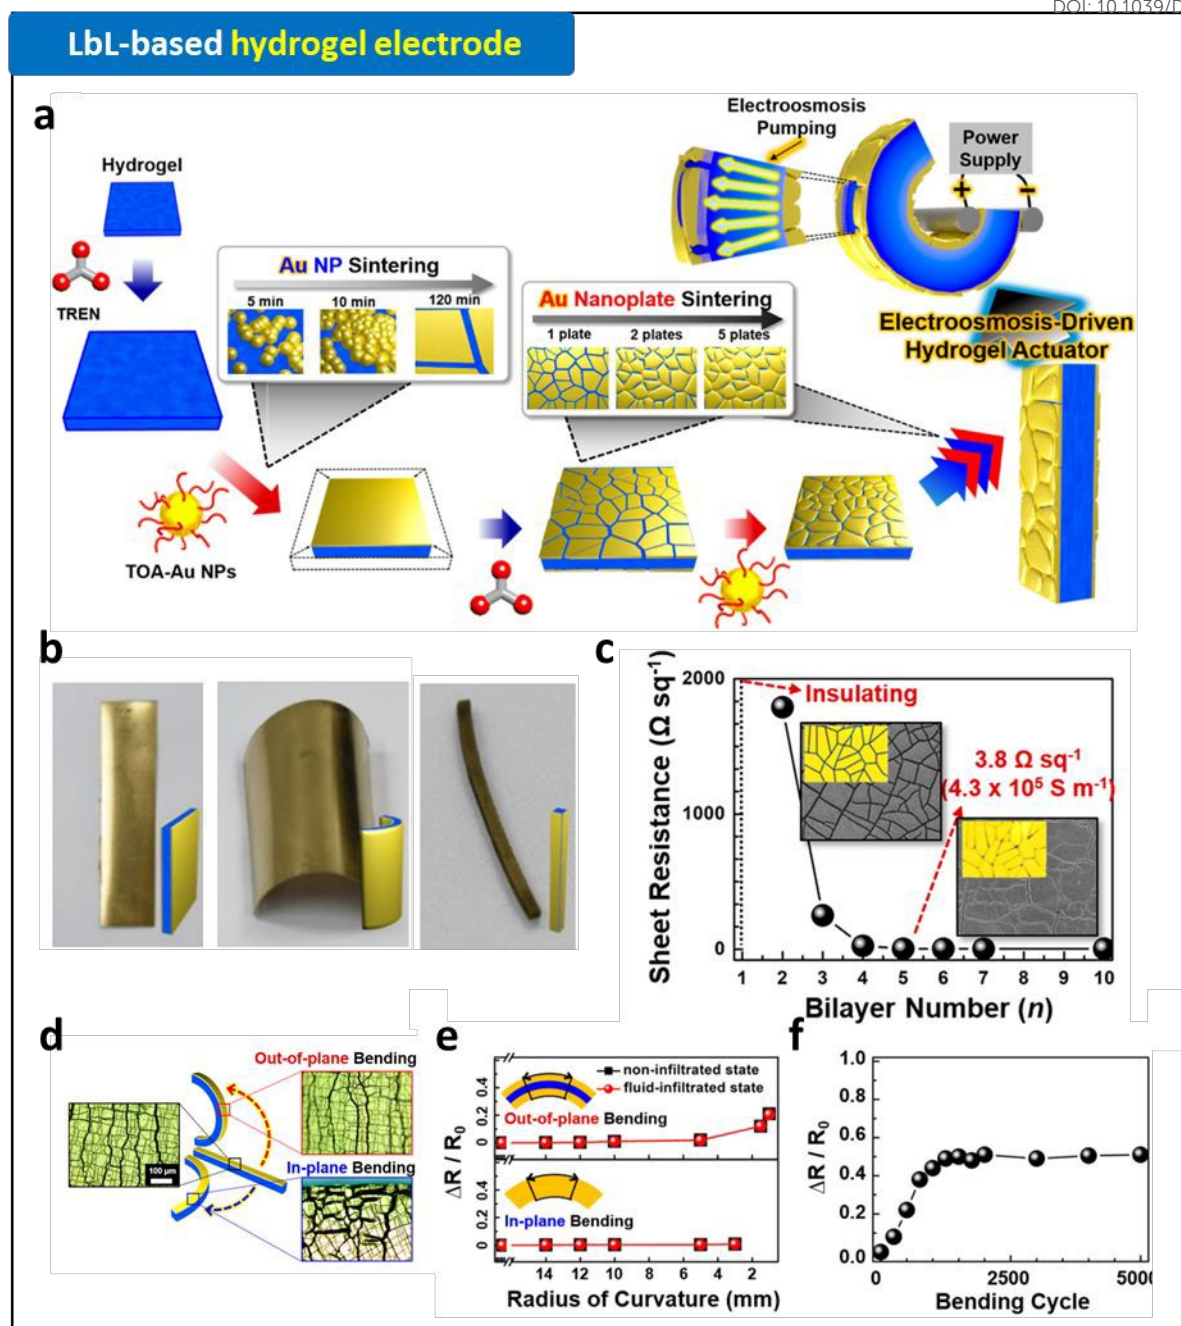 DOI: 10.1039/D
LbL-based hydrogel electrode
a
Hydrogel
TREN
Au NP Sintering
5 min 10 min 120 min
TOA-Au NPs
Au Nanoplate Sintering
1 plate 2 plates 5 plates
Electroosmosis
Pumping
Power
Supply
+ −
Electroosmosis-Driven
Hydrogel Actuator
b
c
Sheet Resistance (Ω sq⁻¹)
2000
1000
0
Insulating
3.8 Ω sq⁻¹
(4.3 x 10⁵ S m⁻¹)
1 2 3 4 5 6 7 8 9 10
Bilayer Number (n)
d
Out-of-plane Bending
100 μm
In-plane Bending
e
ΔR / R₀
0.4
0.2
0
non-infiltrated state
fluid-infiltrated state
Out-of-plane Bending
0.4
0.2
0
In-plane Bending
14 12 10 8 6 4 2
Radius of Curvature (mm)
f
ΔR / R₀
1.0
0.8
0.6
0.4
0.2
0.0
0 2500 5000
Bending Cycle